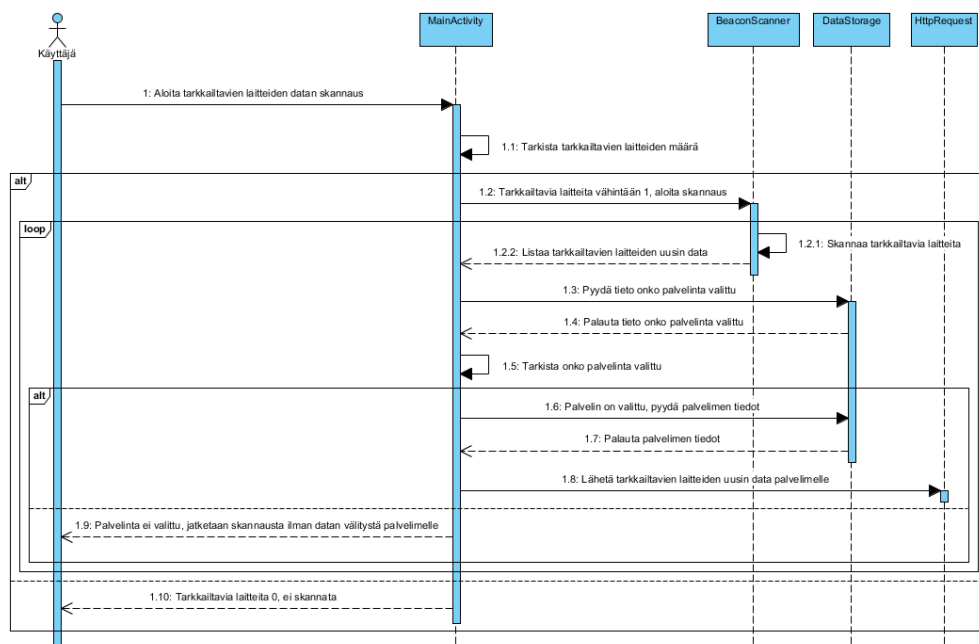 MainActivity
BeaconScanner
DataStorage
HttpRequest
Käyttäjä
1: Aloita tarkkailtavien laitteiden datan skannaus
1.1: Tarkista tarkkailtavien laitteiden määrä
alt
1.2: Tarkkailtavia laitteita vähintään 1, aloita skannaus
loop
1.2.1: Skannaa tarkkailtavia laitteita
1.2.2: Listaa tarkkailtavien laitteiden uusin data
1.3: Pyydä tieto onko palvelinta valittu
1.4: Palauta tieto onko palvelinta valittu
1.5: Tarkista onko palvelinta valittu
alt
1.6: Palvelin on valittu, pyydä palvelimen tiedot
1.7: Palauta palvelimen tiedot
1.8: Lähetä tarkkailtavien laitteiden uusin data palvelimelle
1.9: Palvelinta ei valittu, jatketaan skannausta ilman datan välitystä palvelimelle
1.10: Tarkkailtavia laitteita 0, ei skannata